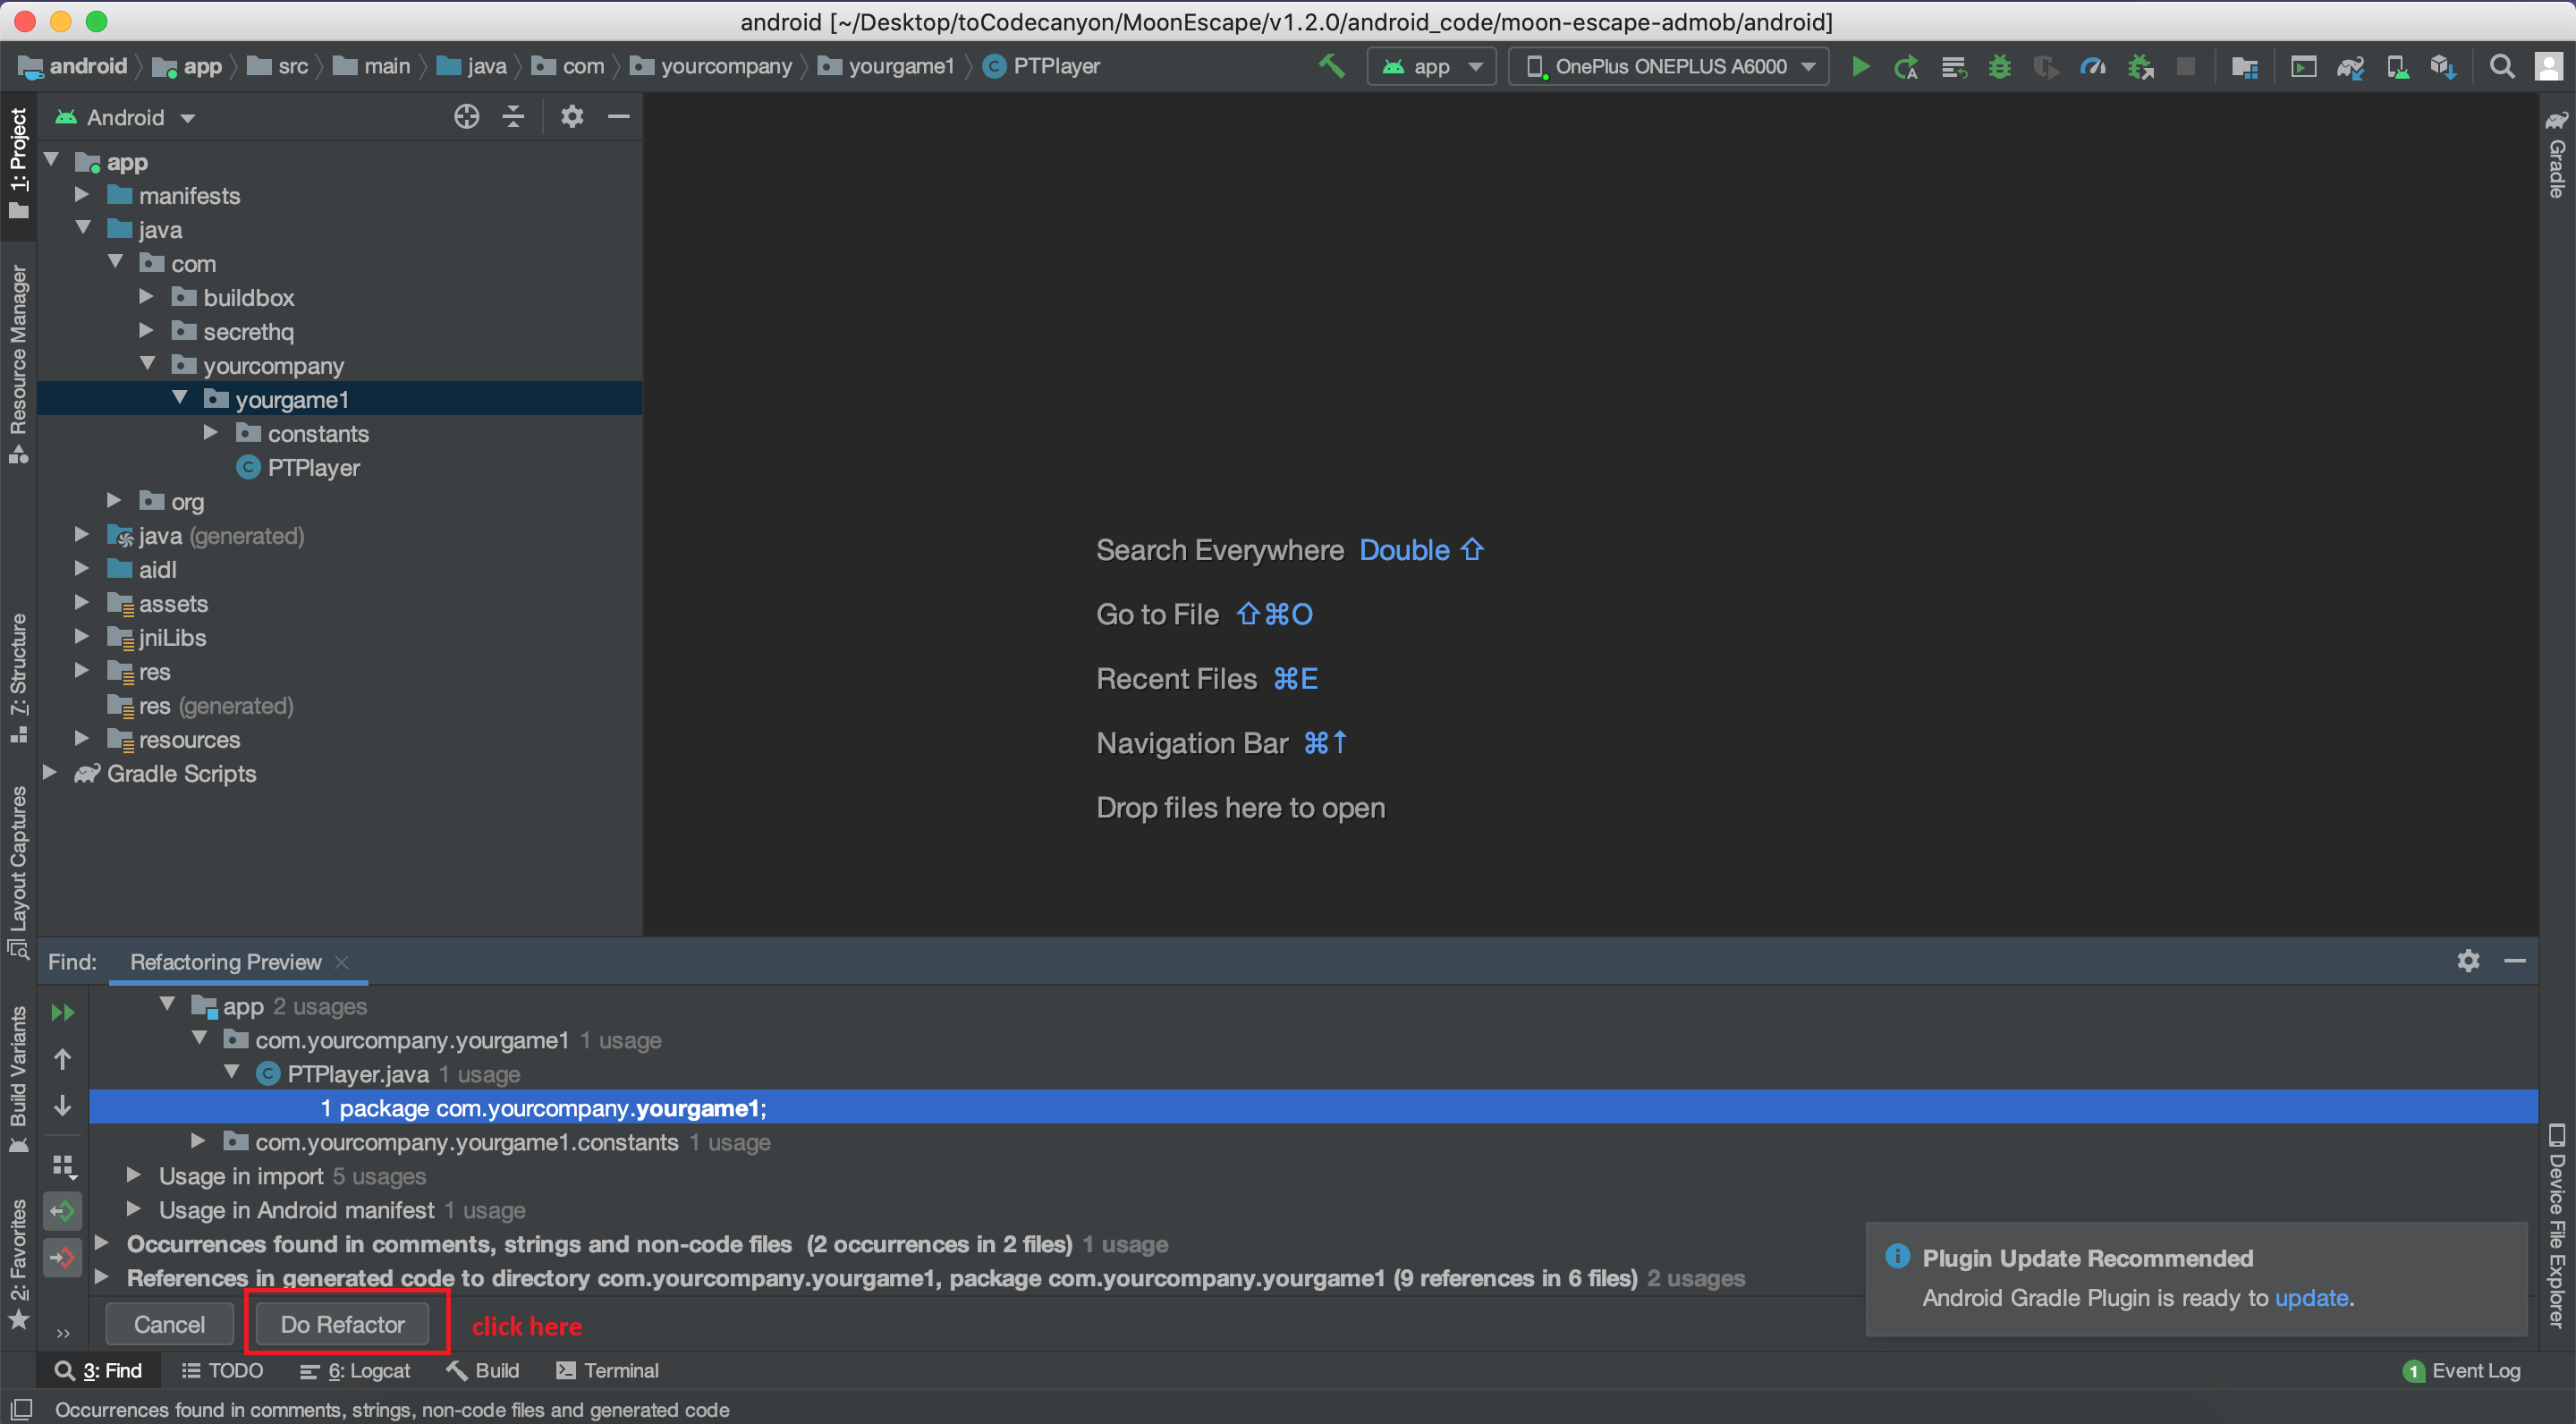 android [~/Desktop/toCodecanyon/MoonEscape/v1.2.0/android_code/moon-escape-admob/android]
android app src main java com yourcompany yourgame1 PTPlayer
app OnePlus ONEPLUS A6000
1: Project
Resource Manager
7: Structure
Layout Captures
Build Variants
2: Favorites
Android
app
manifests
java
com
buildbox
secrethq
yourcompany
yourgame1
constants
PTPlayer
org
java (generated)
aidl
assets
jniLibs
res
res (generated)
resources
Gradle Scripts
Search Everywhere Double ⇧
Go to File ⇧⌘O
Recent Files ⌘E
Navigation Bar ⌘↑
Drop files here to open
Gradle
Device File Explorer
Find: Refactoring Preview
app 2 usages
com.yourcompany.yourgame1 1 usage
PTPlayer.java 1 usage
1 package com.yourcompany.yourgame1;
com.yourcompany.yourgame1.constants 1 usage
Usage in import 5 usages
Usage in Android manifest 1 usage
Occurrences found in comments, strings and non-code files (2 occurrences in 2 files) 1 usage
References in generated code to directory com.yourcompany.yourgame1, package com.yourcompany.yourgame1 (9 references in 6 files) 2 usages
Cancel Do Refactor click here
Plugin Update Recommended
Android Gradle Plugin is ready to update.
3: Find TODO 6: Logcat Build Terminal 1 Event Log
Occurrences found in comments, strings, non-code files and generated code